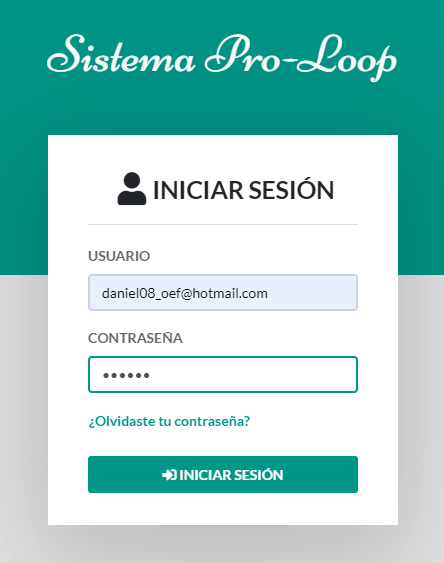 Sistema Pro-Loop
INICIAR SESIÓN
USUARIO
daniel08_oef@hotmail.com
CONTRASEÑA
••••••
¿Olvidaste tu contraseña?
INICIAR SESIÓN